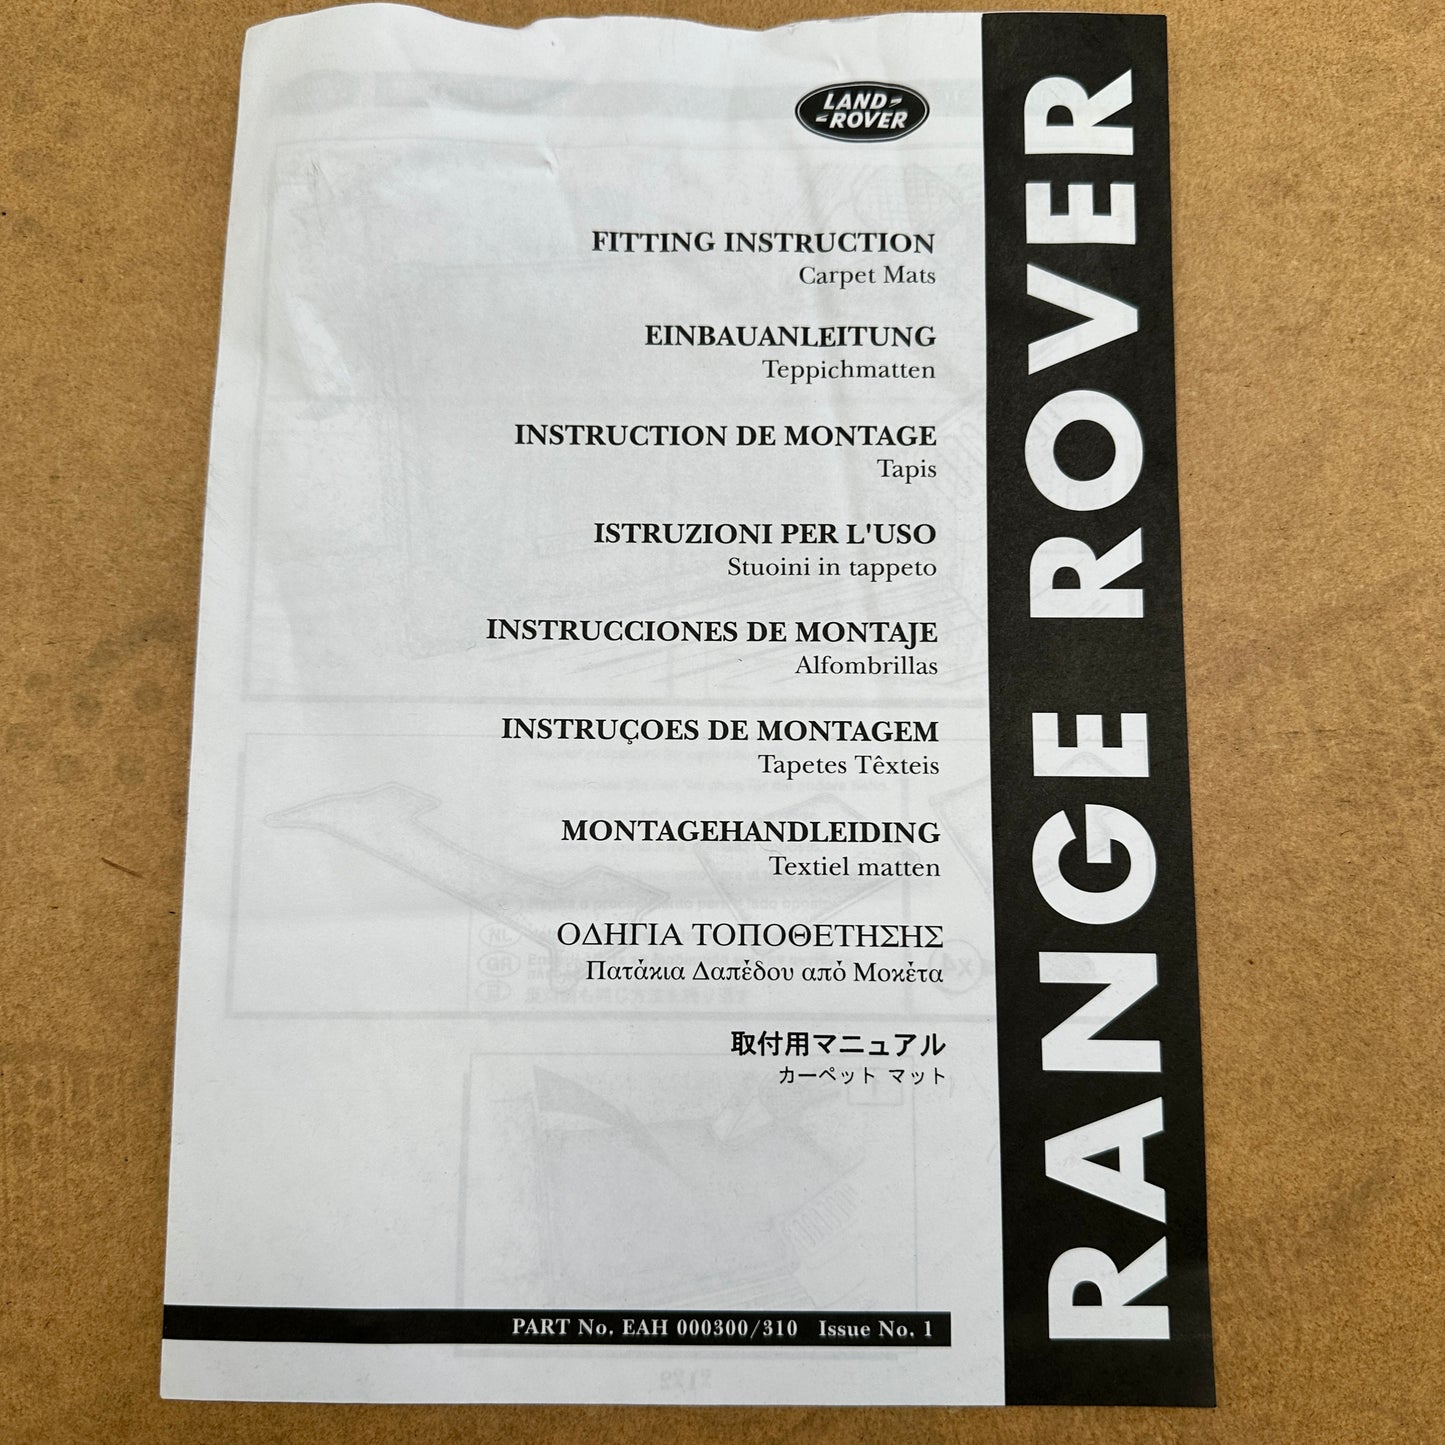 LAND-
-ROVER
FITTING INSTRUCTION
Carpet Mats
EINBAUANLEITUNG
Teppichmatten
INSTRUCTION DE MONTAGE
Tapis
ISTRUZIONI PER L'USO
Stuoini in tappeto
INSTRUCCIONES DE MONTAJE
Alfombrillas
INSTRUÇOES DE MONTAGEM
Tapetes Têxteis
MONTAGEHANDLEIDING
Textiel matten
ΟΔΗΓΙΑ ΤΟΠΟΘΕΤΗΣΗΣ
Πατάκια Δαπέδου από Μοκέτα
取付用マニュアル
カーペット マット
PART No. EAH 000300/310 Issue No. 1
RANGE ROVER